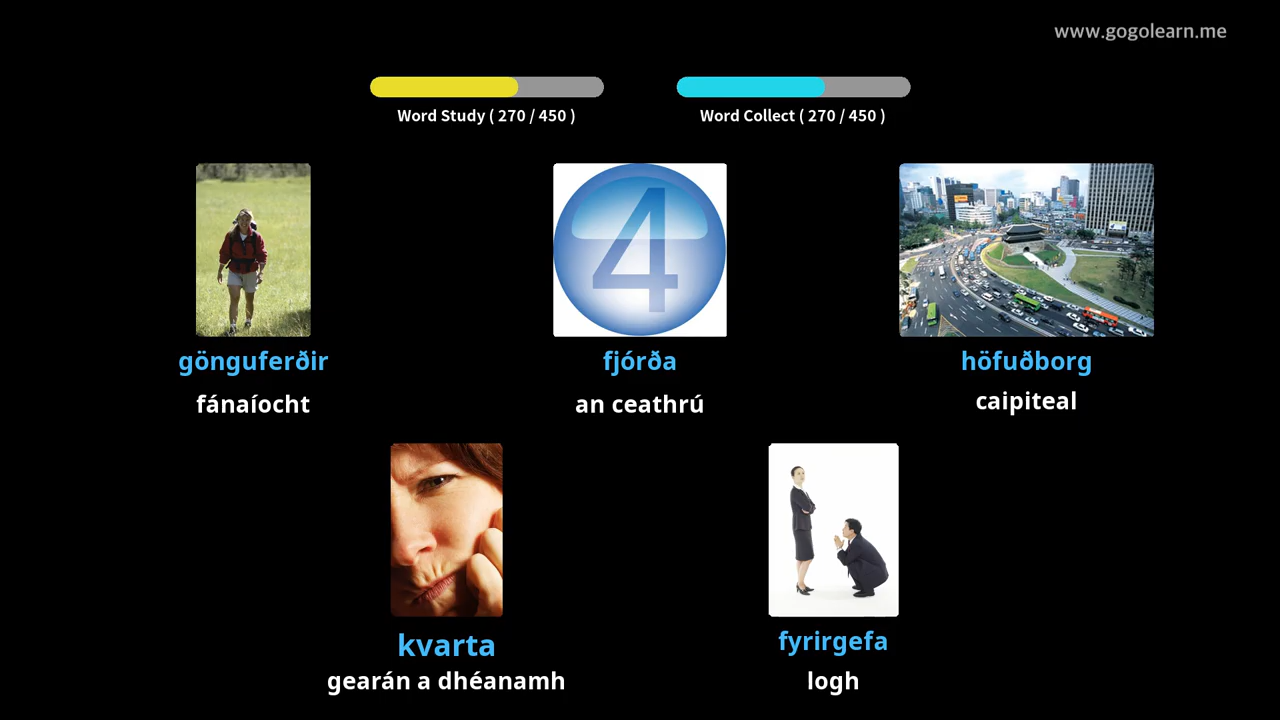 www.gogolearn.me
Word Study ( 270 / 450 )
Word Collect ( 270 / 450 )
4
gönguferðir
fjórða
höfuðborg
fánaíocht
an ceathrú
caipiteal
kvarta
fyrirgefa
gearán a dhéanamh
logh